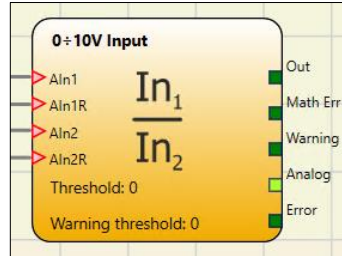 0÷10V Input
AIn1
AIn1R
AIn2
AIn2R
In1
In2
Threshold: 0
Warning threshold: 0
Out
Math Err
Warning
Analog
Error